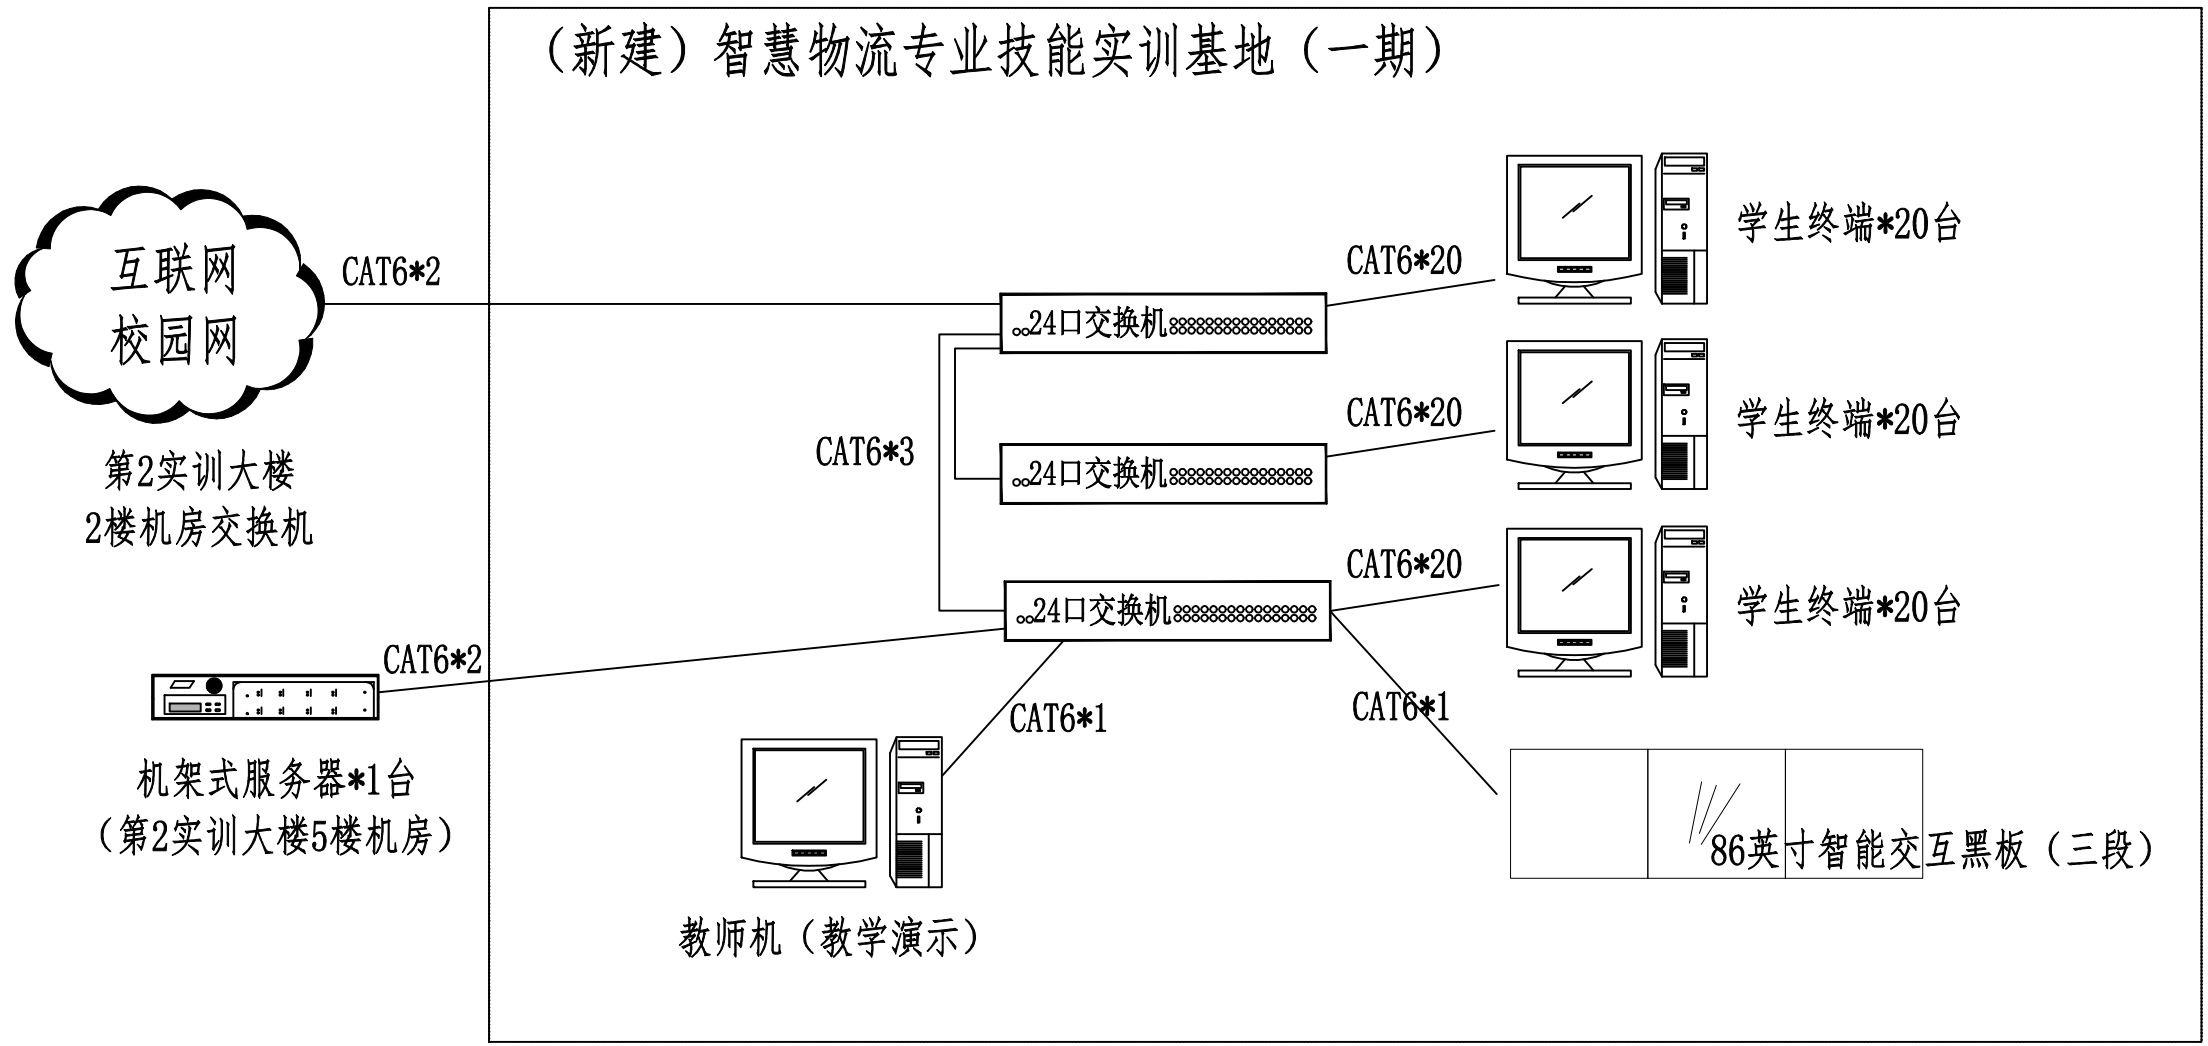 （新建）智慧物流专业技能实训基地（一期）
互联网
校园网
CAT6*2
第2实训大楼
2楼机房交换机
24口交换机
CAT6*20
学生终端*20台
CAT6*3
24口交换机
CAT6*20
学生终端*20台
24口交换机
CAT6*20
学生终端*20台
CAT6*2
机架式服务器*1台
（第2实训大楼5楼机房）
CAT6*1
教师机（教学演示）
CAT6*1
86英寸智能交互黑板（三段）